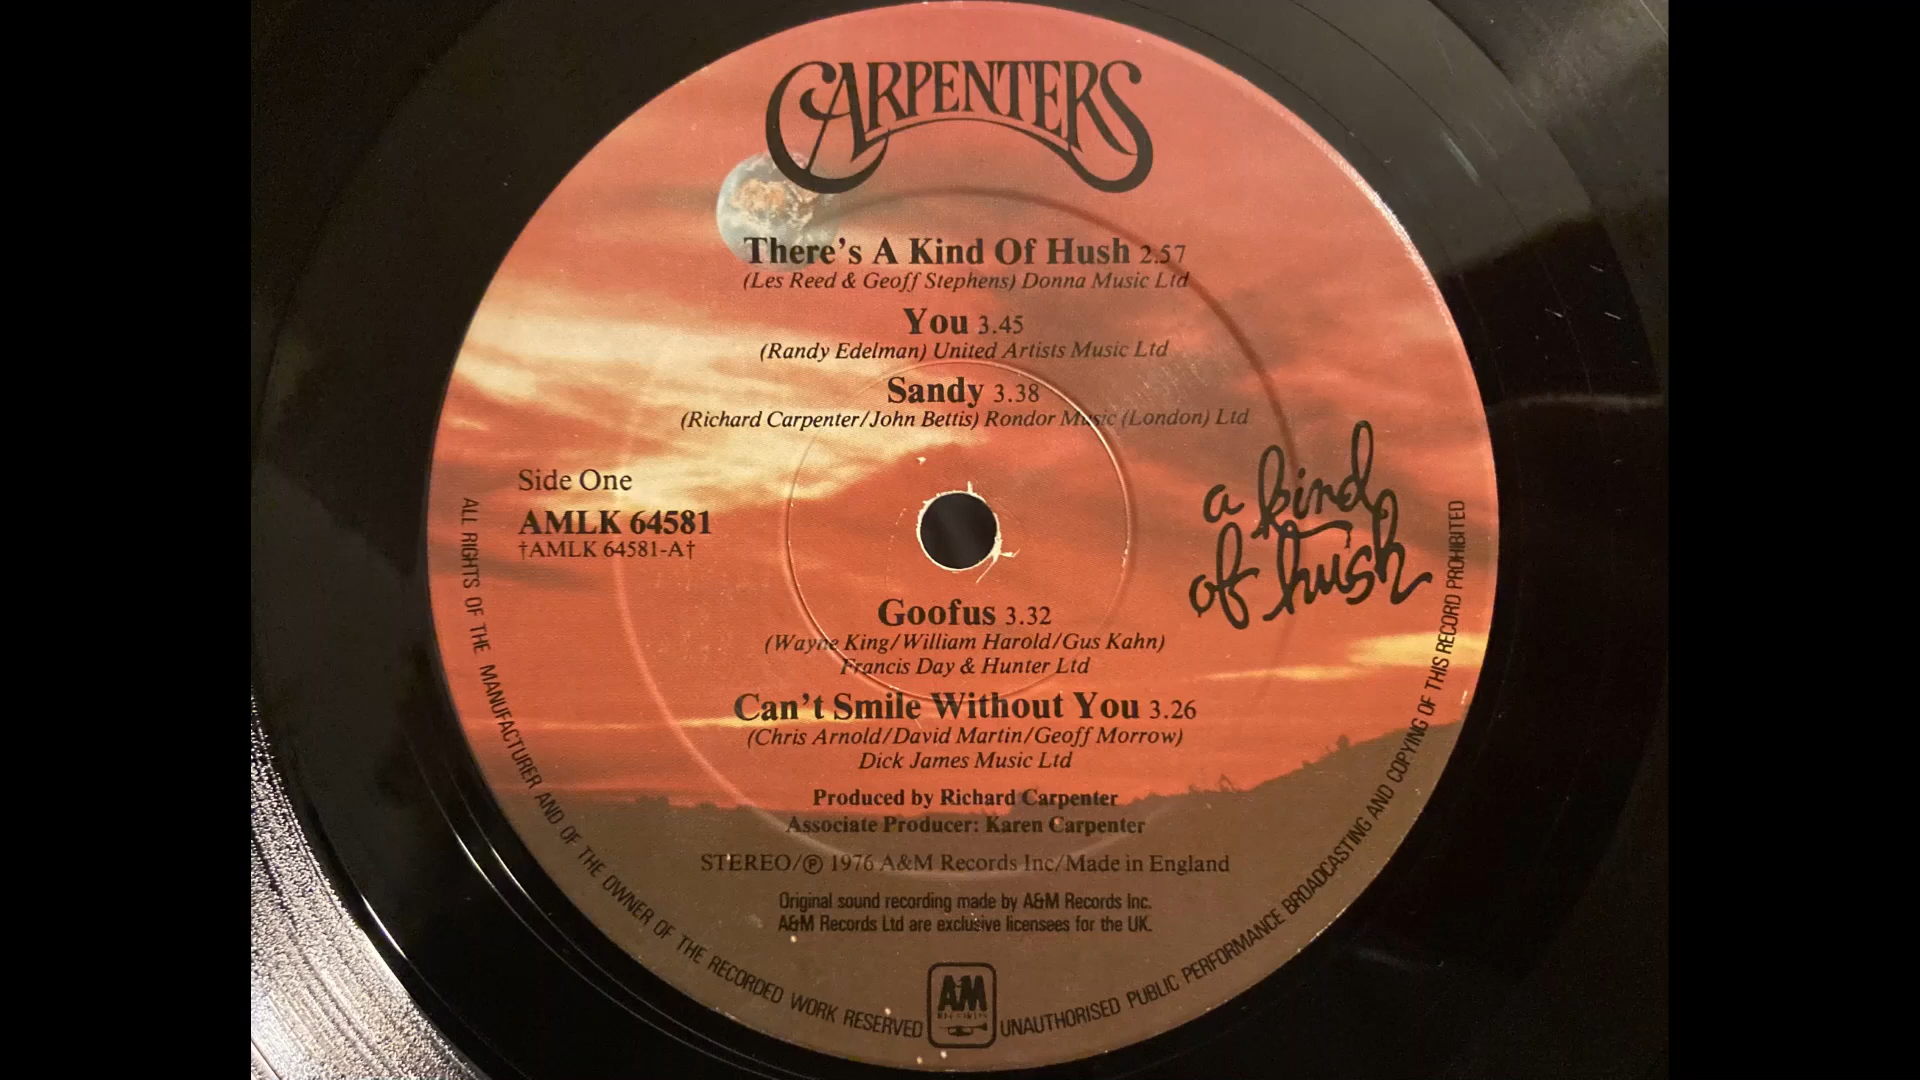 CARPENTERS
There's A Kind Of Hush 2.57
(Les Reed & Geoff Stephens) Donna Music Ltd
You 3.45
(Randy Edelman) United Artists Music Ltd
Sandy 3.38
(Richard Carpenter/John Bettis) Rondor Music (London) Ltd
Side One
AMLK 64581
†AMLK 64581-A†
a kind
of hush
Goofus 3.32
(Wayne King/William Harold/Gus Kahn)
Francis Day & Hunter Ltd
Can't Smile Without You 3.26
(Chris Arnold/David Martin/Geoff Morrow)
Dick James Music Ltd
Produced by Richard Carpenter
Associate Producer: Karen Carpenter
STEREO/℗ 1976 A&M Records Inc/Made in England
Original sound recording made by A&M Records Inc.
A&M Records Ltd are exclusive licensees for the UK.
ALL RIGHTS OF THE MANUFACTURER AND OF THE OWNER OF THE RECORDED WORK RESERVED
AM
RECORDS
UNAUTHORISED PUBLIC PERFORMANCE BROADCASTING AND COPYING OF THIS RECORD PROHIBITED